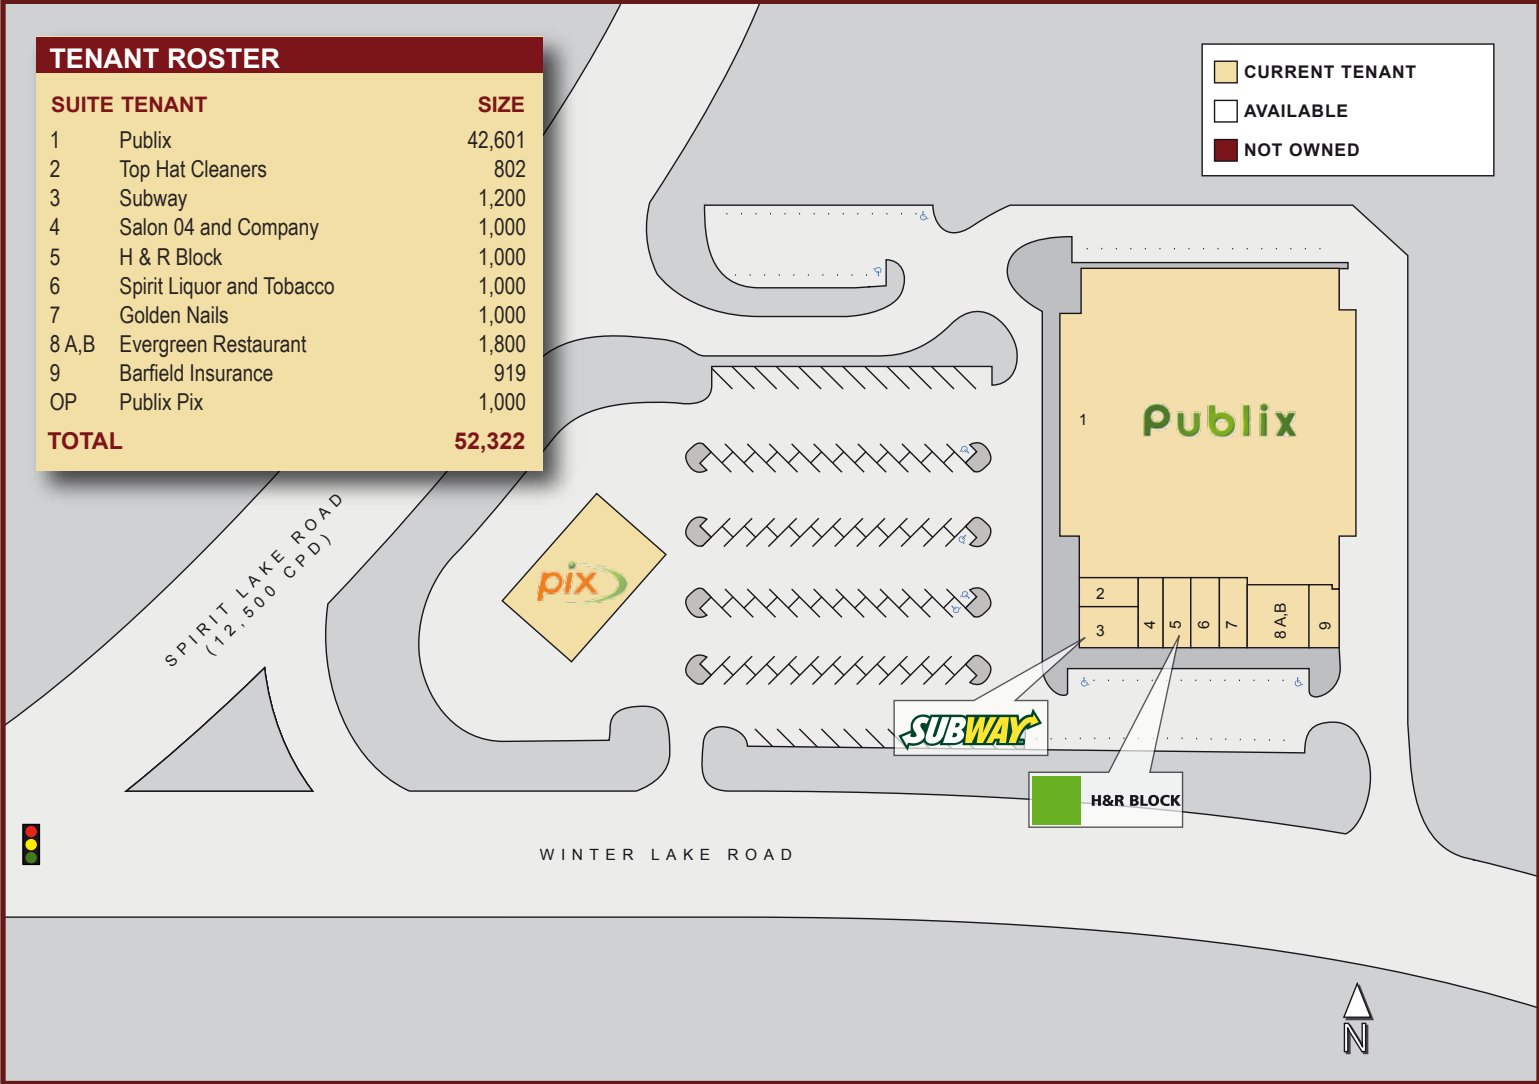 TENANT ROSTER
SUITE TENANT SIZE
1 Publix 42,601
2 Top Hat Cleaners 802
3 Subway 1,200
4 Salon 04 and Company 1,000
5 H & R Block 1,000
6 Spirit Liquor and Tobacco 1,000
7 Golden Nails 1,000
8 A,B Evergreen Restaurant 1,800
9 Barfield Insurance 919
OP Publix Pix 1,000
TOTAL 52,322
CURRENT TENANT
AVAILABLE
NOT OWNED
1
Publix
pix
SPIRIT LAKE ROAD
(12,500 CPD)
2
3
4
5
6
7
8 A,B
9
SUBWAY
H&R BLOCK
WINTER LAKE ROAD
N